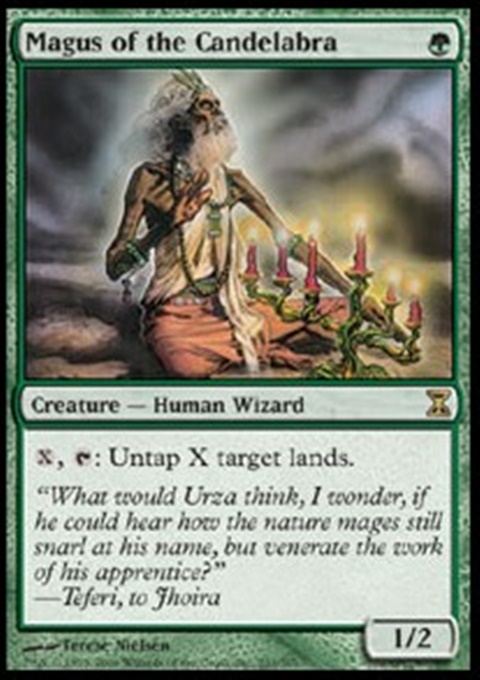 Magus of the Candelabra
Creature — Human Wizard
X, : Untap X target lands.
“What would Urza think, I wonder, if
he could hear how the nature mages still
snarl at his name, but venerate the work
of his apprentice?”
—Teferi, to Jhoira
Terese Nielsen
1/2